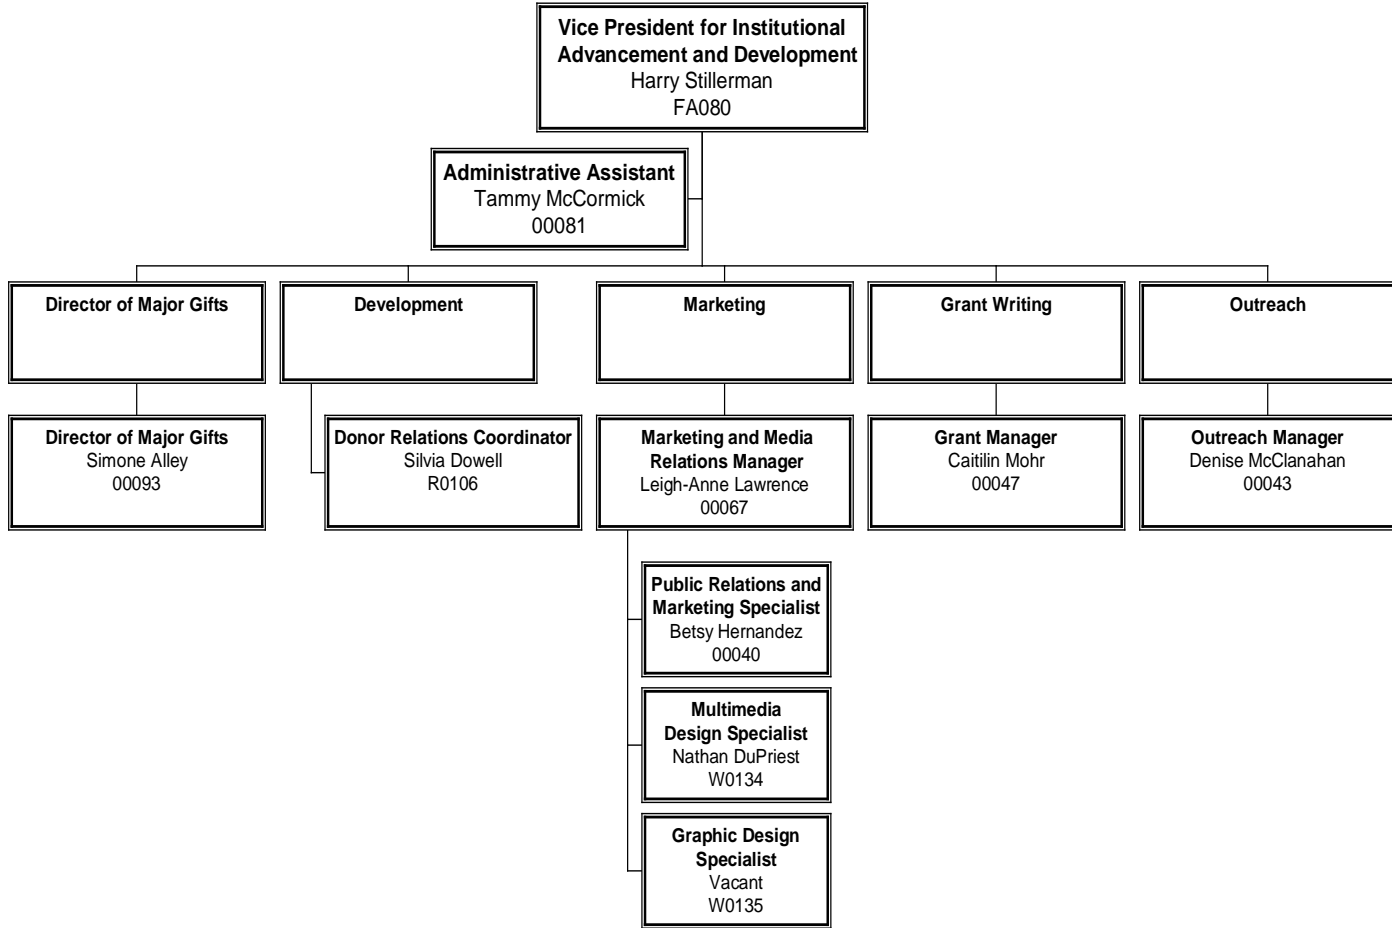 Vice President for Institutional
Advancement and Development
Harry Stillerman
FA080
Administrative Assistant
Tammy McCormick
00081
Director of Major Gifts
Development
Marketing
Grant Writing
Outreach
Director of Major Gifts
Simone Alley
00093
Donor Relations Coordinator
Silvia Dowell
R0106
Marketing and Media
Relations Manager
Leigh-Anne Lawrence
00067
Grant Manager
Caitilin Mohr
00047
Outreach Manager
Denise McClanahan
00043
Public Relations and
Marketing Specialist
Betsy Hernandez
00040
Multimedia
Design Specialist
Nathan DuPriest
W0134
Graphic Design
Specialist
Vacant
W0135